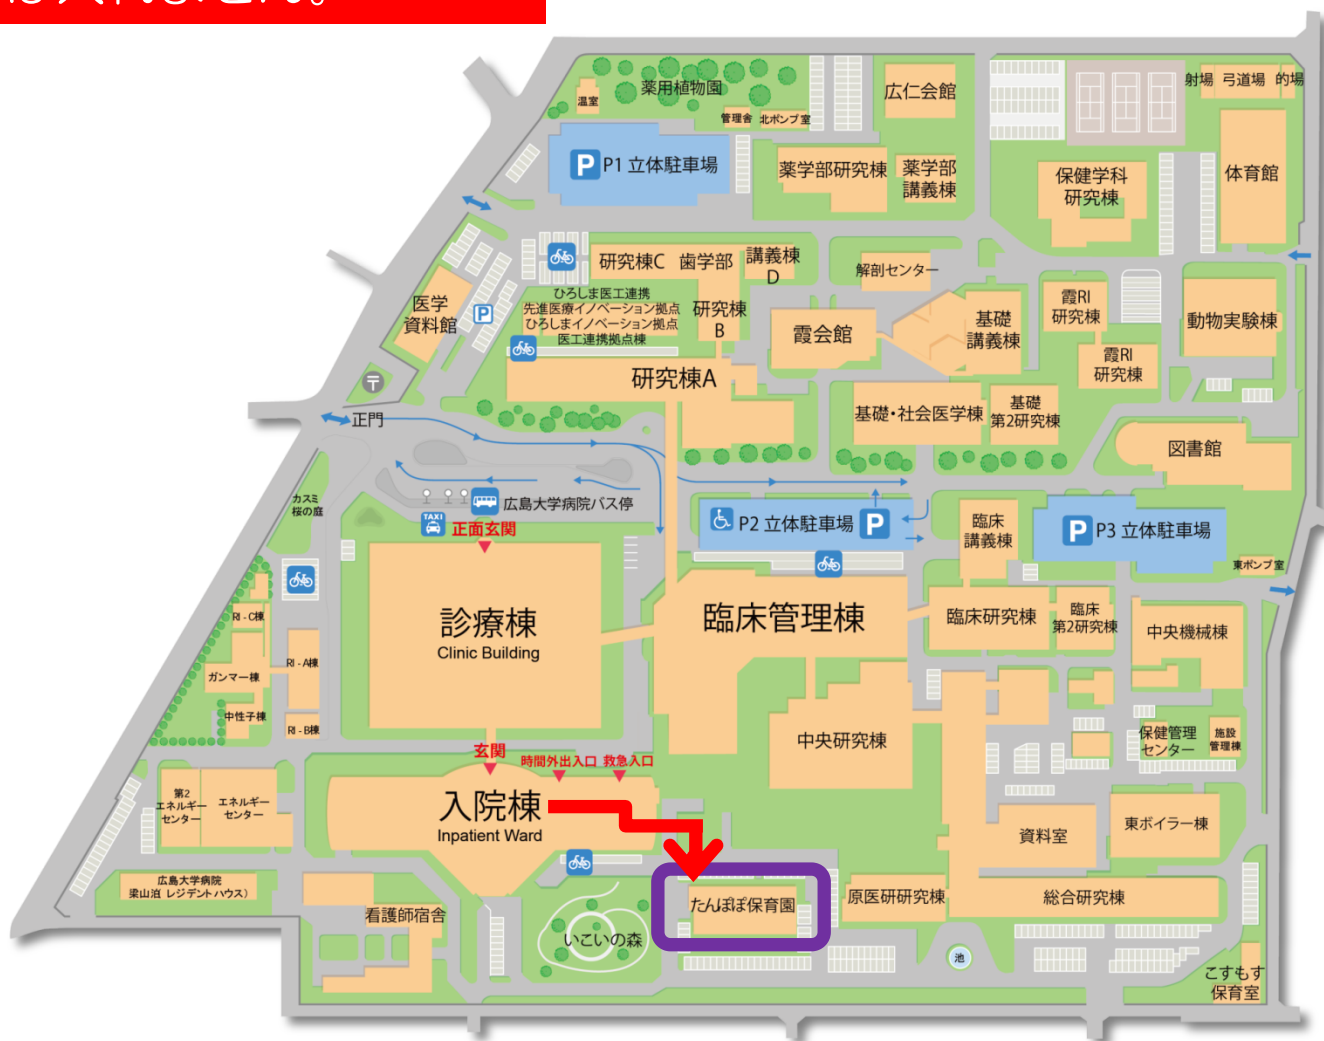 は入れません。
薬用植物園
温室
管理舎
北ポンプ室
広仁会館
射場
弓道場
的場
P P1 立体駐車場
薬学部研究棟
薬学部
講義棟
保健学科
研究棟
体育館
研究棟C
歯学部
講義棟
D
解剖センター
医学
資料館
P
ひろしま医工連携
先進医療イノベーション拠点
ひろしまイノベーション拠点
医工連携拠点棟
研究棟
B
霞会館
基礎
講義棟
霞RI
研究棟
動物実験棟
霞RI
研究棟
〒
研究棟A
正門
基礎・社会医学棟
基礎
第2研究棟
図書館
カスミ
桜の庭
広島大学病院バス停
TAXI
正面玄関
P2 立体駐車場 P
臨床
講義棟
P P3 立体駐車場
東ポンプ室
診療棟
Clinic Building
臨床管理棟
臨床研究棟
臨床
第2研究棟
中央機械棟
RI - C棟
RI - A棟
ガンマー棟
中性子棟
RI - B棟
中央研究棟
保健管理
センター
施設
管理棟
玄関
時間外出入口
救急入口
第2
エネルギー
センター
エネルギー
センター
入院棟
Inpatient Ward
資料室
東ボイラー棟
広島大学病院
梁山泊(レジデントハウス)
看護師宿舎
いこいの森
たんぽぽ保育園
原医研研究棟
総合研究棟
池
こすもす
保育室